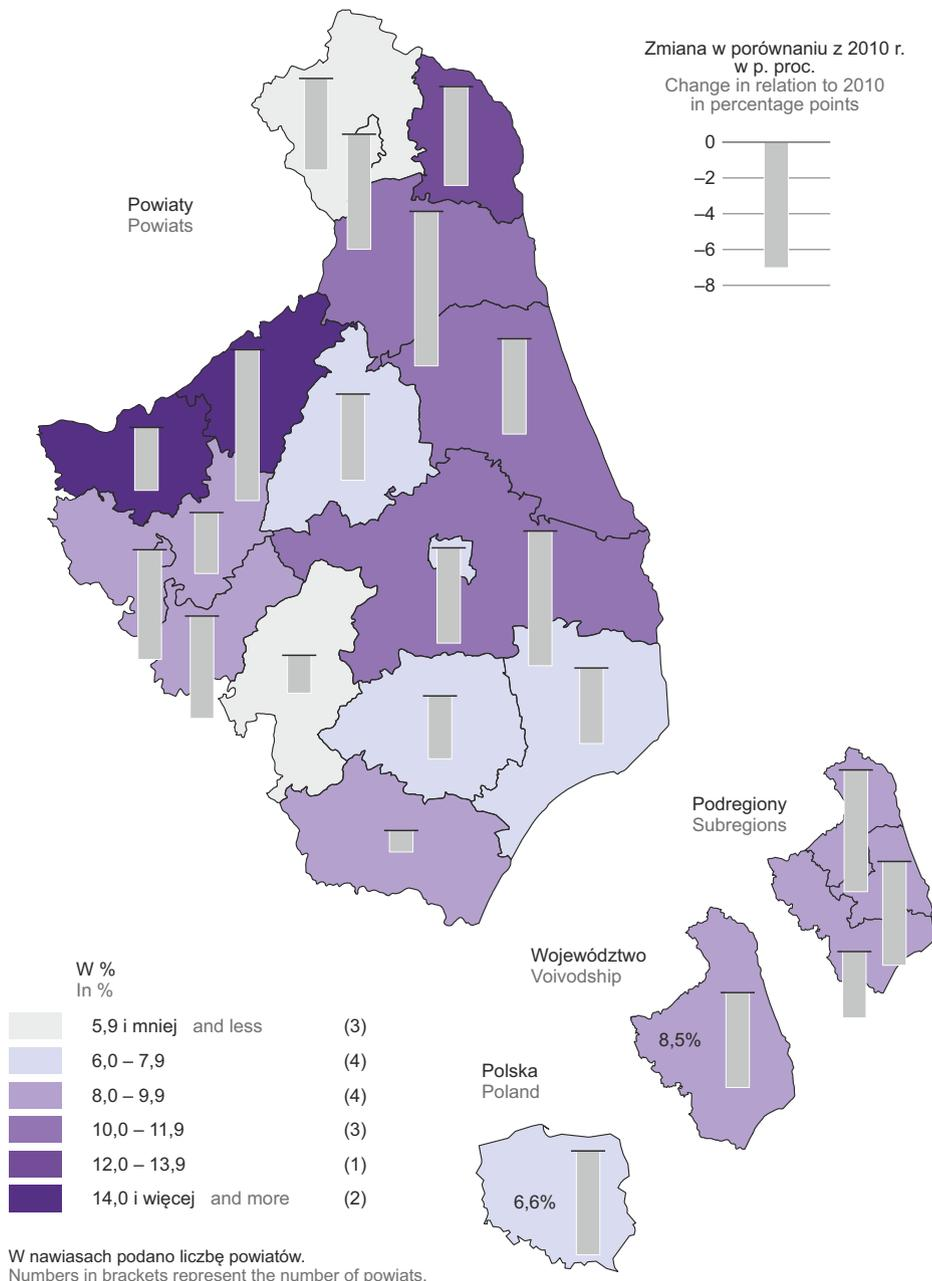 Zmiana w porównaniu z 2010 r.
w p. proc.
Change in relation to 2010
in percentage points
0
–2
–4
–6
–8
Powiaty
Powiats
Podregiony
Subregions
Województwo
Voivodship
8,5%
Polska
Poland
6,6%
W %
In %
5,9 i mniej and less (3)
6,0 – 7,9 (4)
8,0 – 9,9 (4)
10,0 – 11,9 (3)
12,0 – 13,9 (1)
14,0 i więcej and more (2)
W nawiasach podano liczbę powiatów.
Numbers in brackets represent the number of powiats.